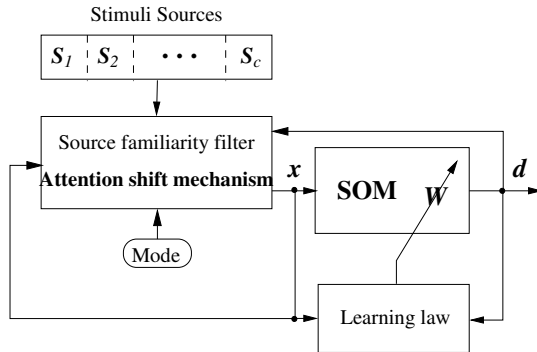 Stimuli Sources
S1 S2 • • • Sc
Source familiarity filter
Attention shift mechanism
x
SOM W
d
Mode
Learning law